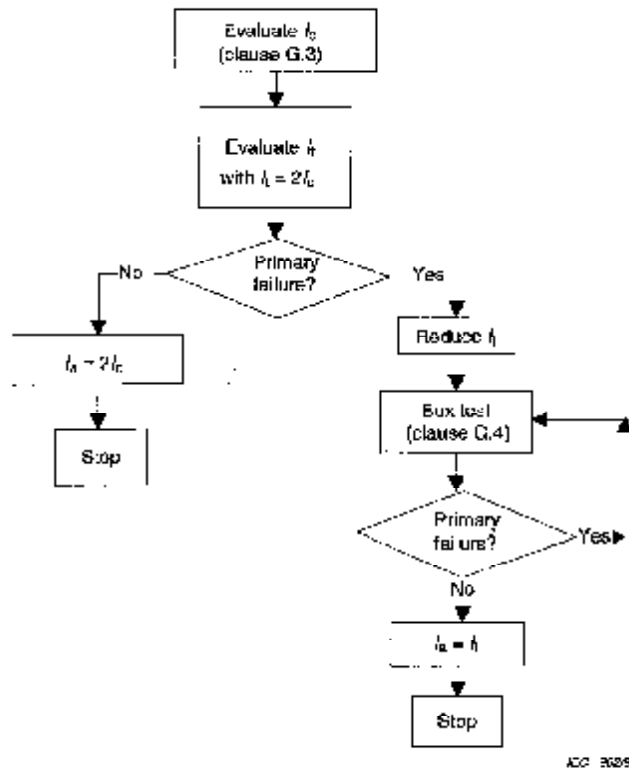 Evaluate
(clause G.3)
Evaluate
with
Primary
failure?
No
Yes
Reduce
Stop
Box test
(clause G.4)
Primary
failure?
Yes
No
Stop